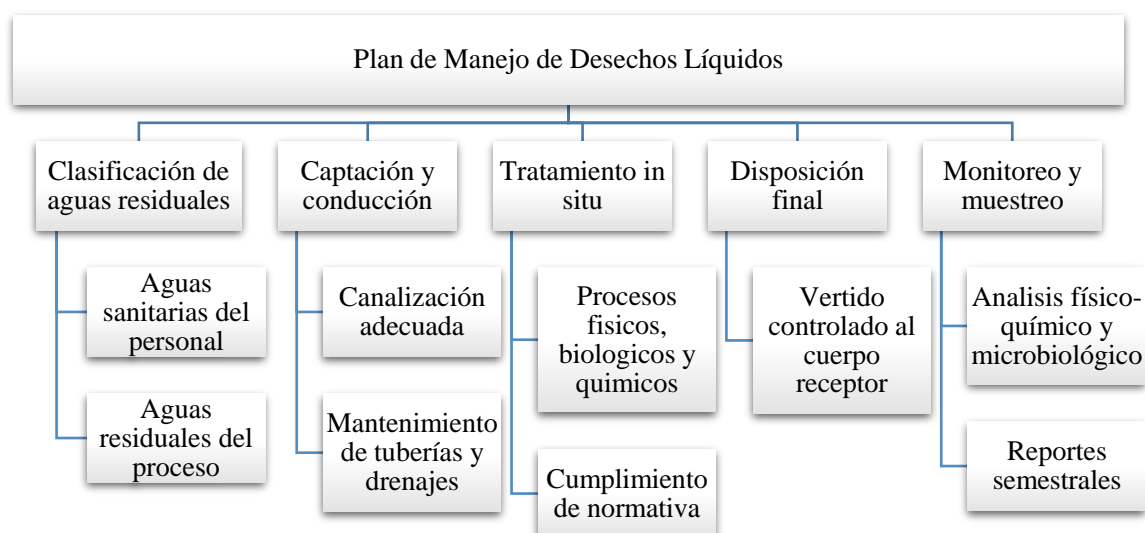 Plan de Manejo de Desechos Líquidos
Clasificación de
aguas residuales
Aguas
sanitarias del
personal
Aguas
residuales del
proceso
Captación y
conducción
Canalización
adecuada
Mantenimiento
de tuberías y
drenajes
Tratamiento in
situ
Procesos
fisicos,
biologicos y
quimicos
Cumplimiento
de normativa
Disposición
final
Vertido
controlado al
cuerpo
receptor
Monitoreo y
muestreo
Analisis físico-
químico y
microbiológico
Reportes
semestrales